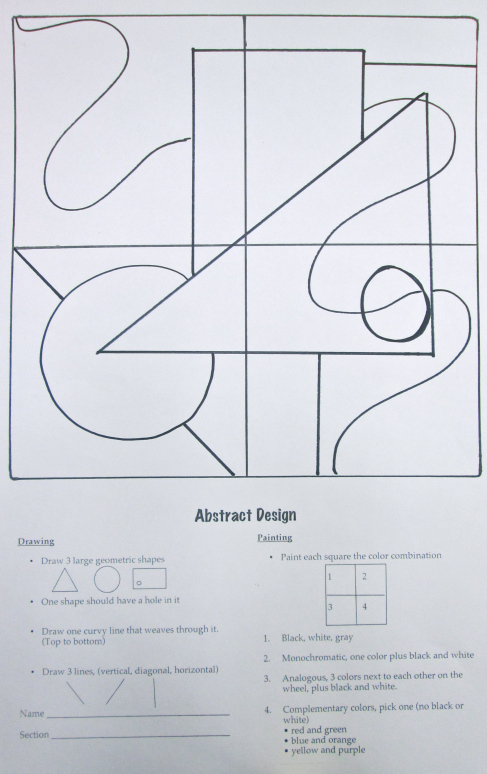 Abstract Design
Drawing
• Draw 3 large geometric shapes
• One shape should have a hole in it
• Draw one curvy line that weaves through it.
(Top to bottom)
• Draw 3 lines, (vertical, diagonal, horizontal)
Name
Section
Painting
• Paint each square the color combination
1 2
3 4
1. Black, white, gray
2. Monochromatic, one color plus black and white
3. Analogous, 3 colors next to each other on the
wheel, plus black and white.
4. Complementary colors, pick one (no black or
white)
• red and green
• blue and orange
• yellow and purple